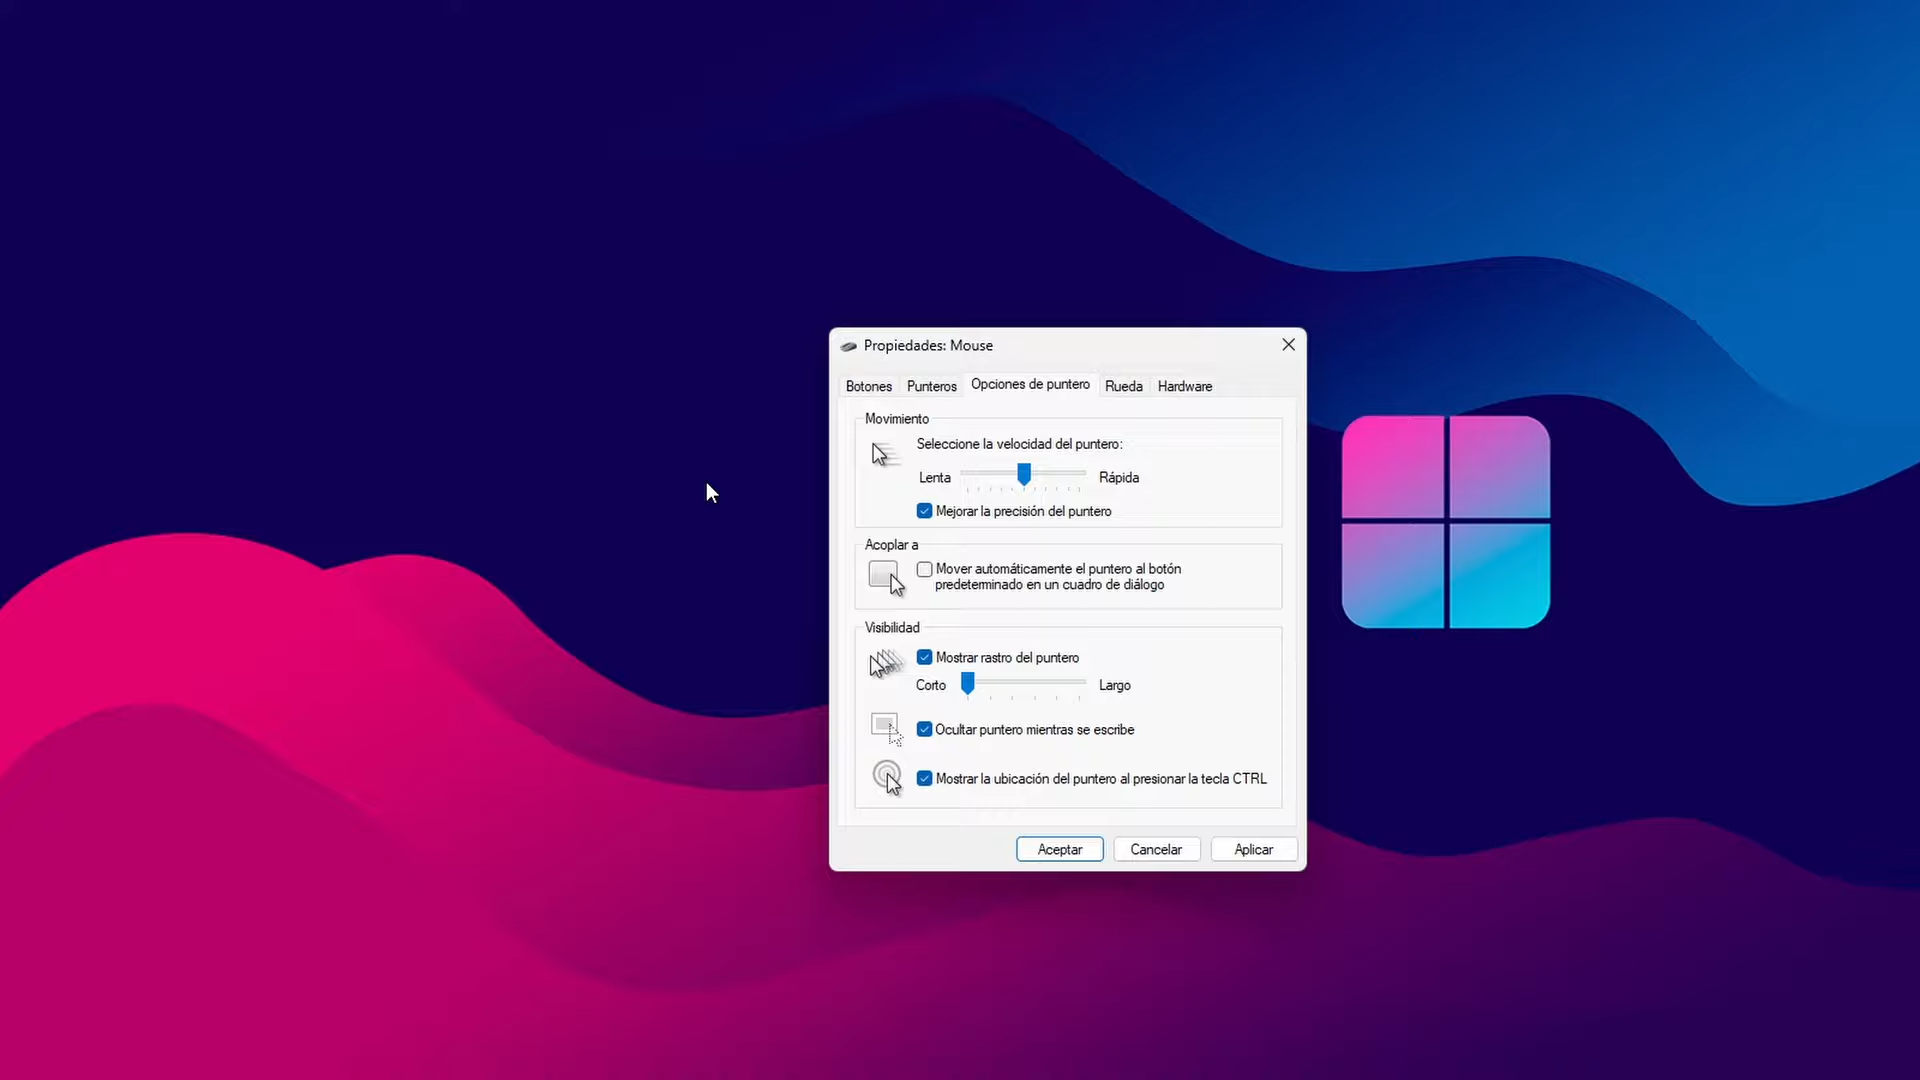 Propiedades: Mouse
Botones Punteros Opciones de puntero Rueda Hardware
Movimiento
Seleccione la velocidad del puntero:
Lenta Rápida
Mejorar la precisión del puntero
Acoplar a
Mover automáticamente el puntero al botón
predeterminado en un cuadro de diálogo
Visibilidad
Mostrar rastro del puntero
Corto Largo
Ocultar puntero mientras se escribe
Mostrar la ubicación del puntero al presionar la tecla CTRL
Aceptar Cancelar Aplicar